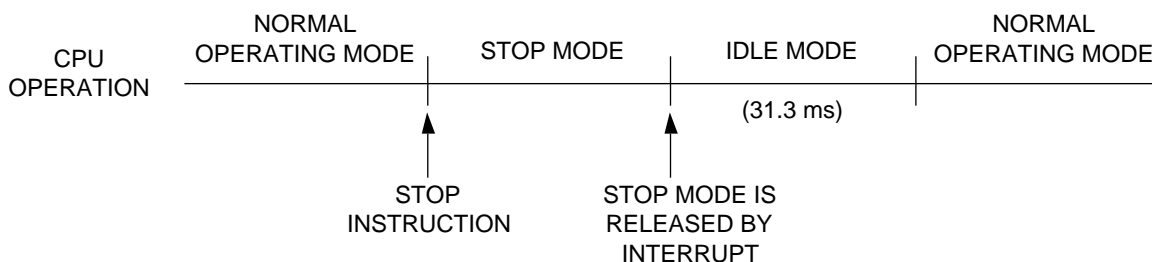 NORMAL
OPERATING MODE
STOP MODE
IDLE MODE
NORMAL
OPERATING MODE
CPU
OPERATION
(31.3 ms)
STOP
INSTRUCTION
STOP MODE IS
RELEASED BY
INTERRUPT